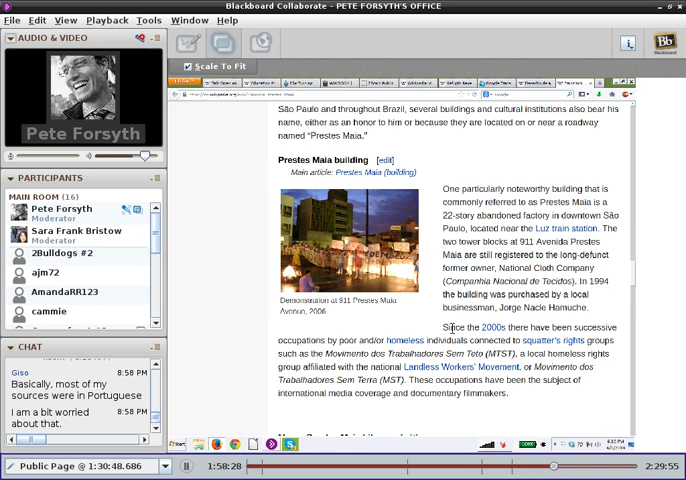 Blackboard Collaborate - PETE FORSYTH'S OFFICE
File Edit View Playback Tools Window Help
AUDIO & VIDEO
Scale To Fit
Pete Forsyth
PARTICIPANTS
MAIN ROOM (16)
Pete Forsyth
Moderator
Sara Frank Bristow
Moderator
2Bulldogs #2
ajm72
AmandaRR123
cammie
CHAT
Giso 8:58 PM
Basically, most of my
sources were in Portuguese
I am a bit worried 8:58 PM
about that.
São Paulo and throughout Brazil, several buildings and cultural institutions also bear his
name, either as an honor to him or because they are located on or near a roadway
named "Prestes Maia."
Prestes Maia building [edit]
Main article: Prestes Maia (building)
One particularly noteworthy building that is
commonly referred to as Prestes Maia is a
22-story abandoned factory in downtown São
Paulo, located near the Luz train station. The
two tower blocks at 911 Avenida Prestes
Maia are still registered to the long-defunct
former owner, National Cloth Company
(Companhia Nacional de Tecidos). In 1994
the building was purchased by a local
businessman, Jorge Nacle Hamuche.
Demonstration at 911 Prestes Maia
Avenue, 2006
Since the 2000s there have been successive
occupations by poor and/or homeless individuals connected to squatter's rights groups
such as the Movimento dos Trabalhadores Sem Teto (MTST), a local homeless rights
group affiliated with the national Landless Workers' Movement, or Movimento dos
Trabalhadores Sem Terra (MST). These occupations have been the subject of
international media coverage and documentary filmmakers.
Start
4:10 PM
4/1/2014
Public Page @ 1:30:48.686
1:58:28
2:29:55
Bb